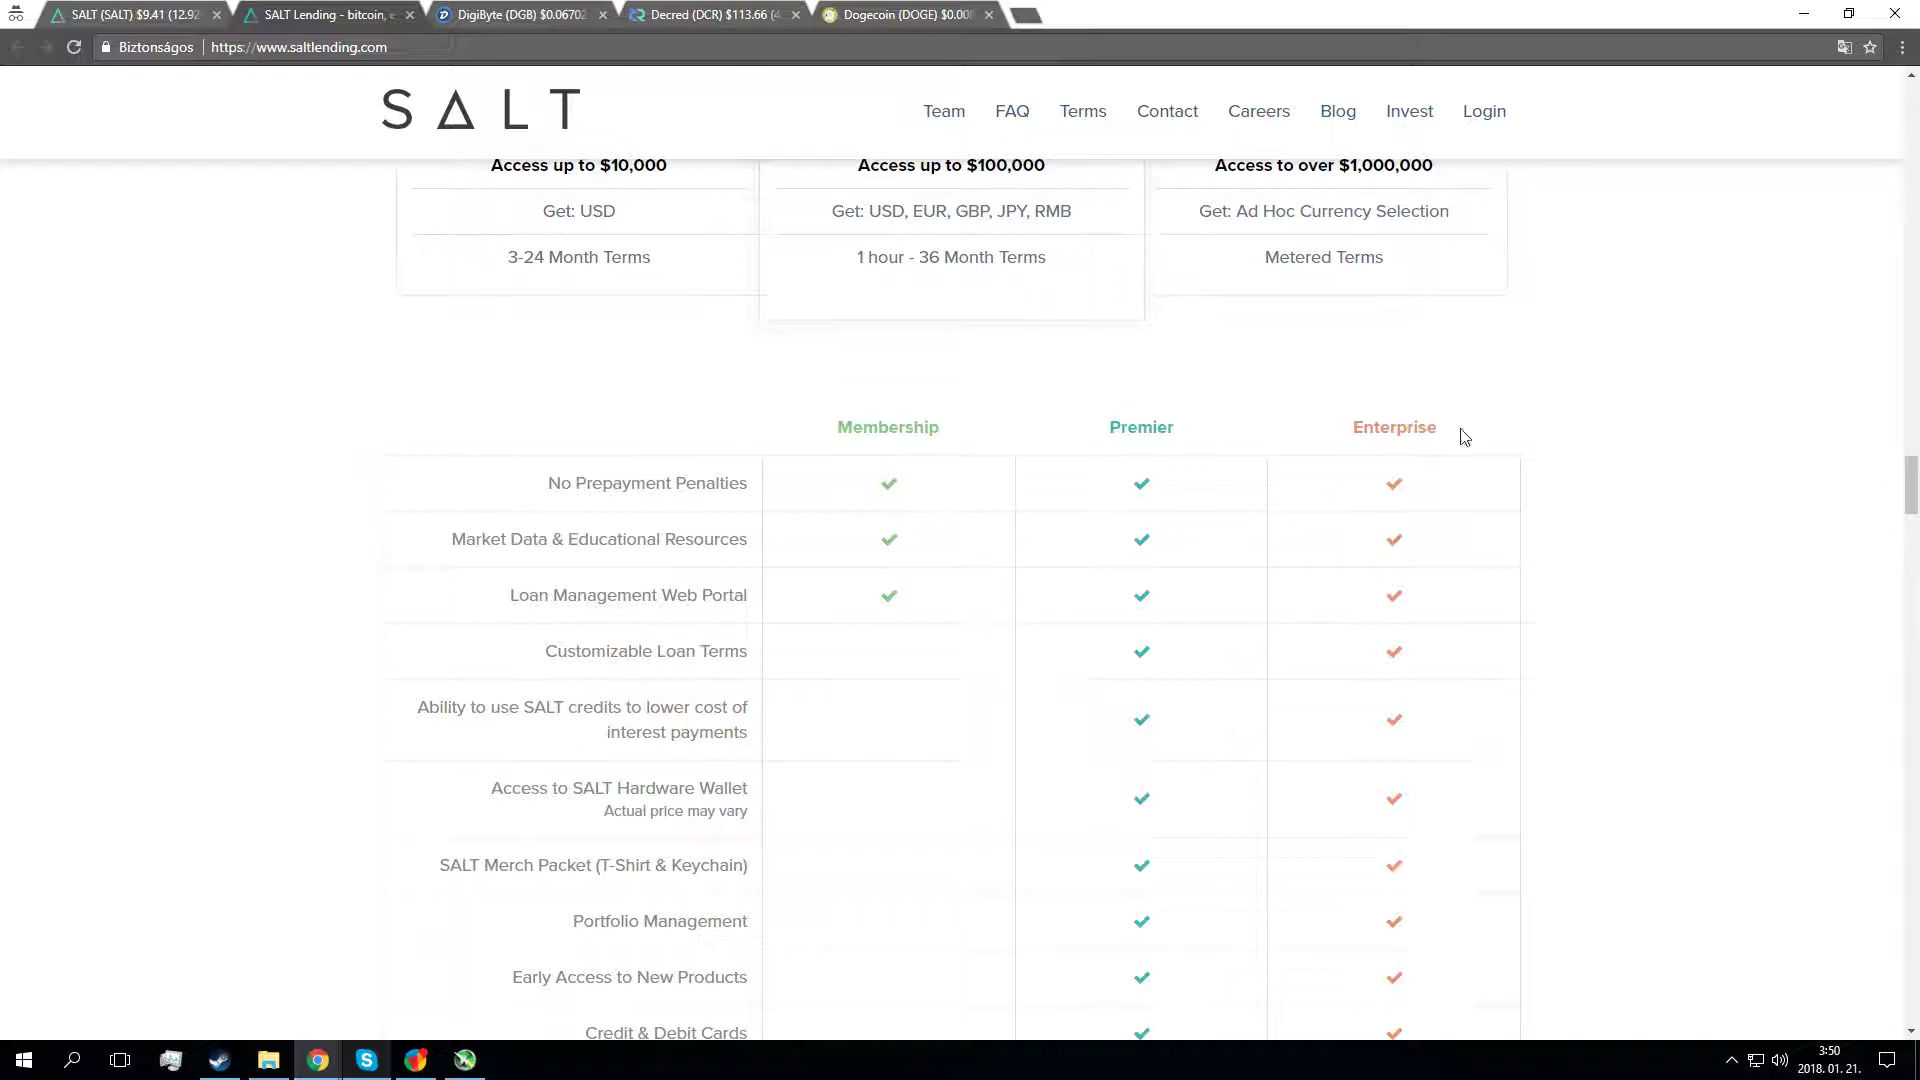 SALT (SALT) $9.41 (12.92
SALT Lending - bitcoin, e
DigiByte (DGB) $0.06702
Decred (DCR) $113.66 (4
Dogecoin (DOGE) $0.008
Biztonságos
https://www.saltlending.com
SALT
Team
FAQ
Terms
Contact
Careers
Blog
Invest
Login
Access up to $10,000
Access up to $100,000
Access to over $1,000,000
Get: USD
Get: USD, EUR, GBP, JPY, RMB
Get: Ad Hoc Currency Selection
3-24 Month Terms
1 hour - 36 Month Terms
Metered Terms
Membership
Premier
Enterprise
No Prepayment Penalties
Market Data & Educational Resources
Loan Management Web Portal
Customizable Loan Terms
Ability to use SALT credits to lower cost of
interest payments
Access to SALT Hardware Wallet
Actual price may vary
SALT Merch Packet (T-Shirt & Keychain)
Portfolio Management
Early Access to New Products
Credit & Debit Cards
3:50
2018. 01. 21.